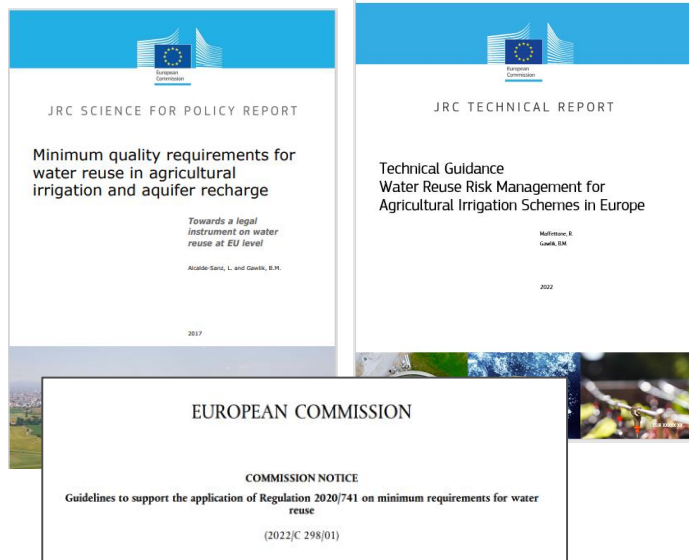 European
Commission
JRC SCIENCE FOR POLICY REPORT
Minimum quality requirements for
water reuse in agricultural
irrigation and aquifer recharge
Towards a legal
instrument on water
reuse at EU level
Alcalde-Sanz, L. and Gawlik, B.M.
2017
European
Commission
JRC TECHNICAL REPORT
Technical Guidance
Water Reuse Risk Management for
Agricultural Irrigation Schemes in Europe
Maffettone, R.
Gawlik, B.M.
2022
EUROPEAN COMMISSION
COMMISSION NOTICE
Guidelines to support the application of Regulation 2020/741 on minimum requirements for water
reuse
(2022/C 298/01)